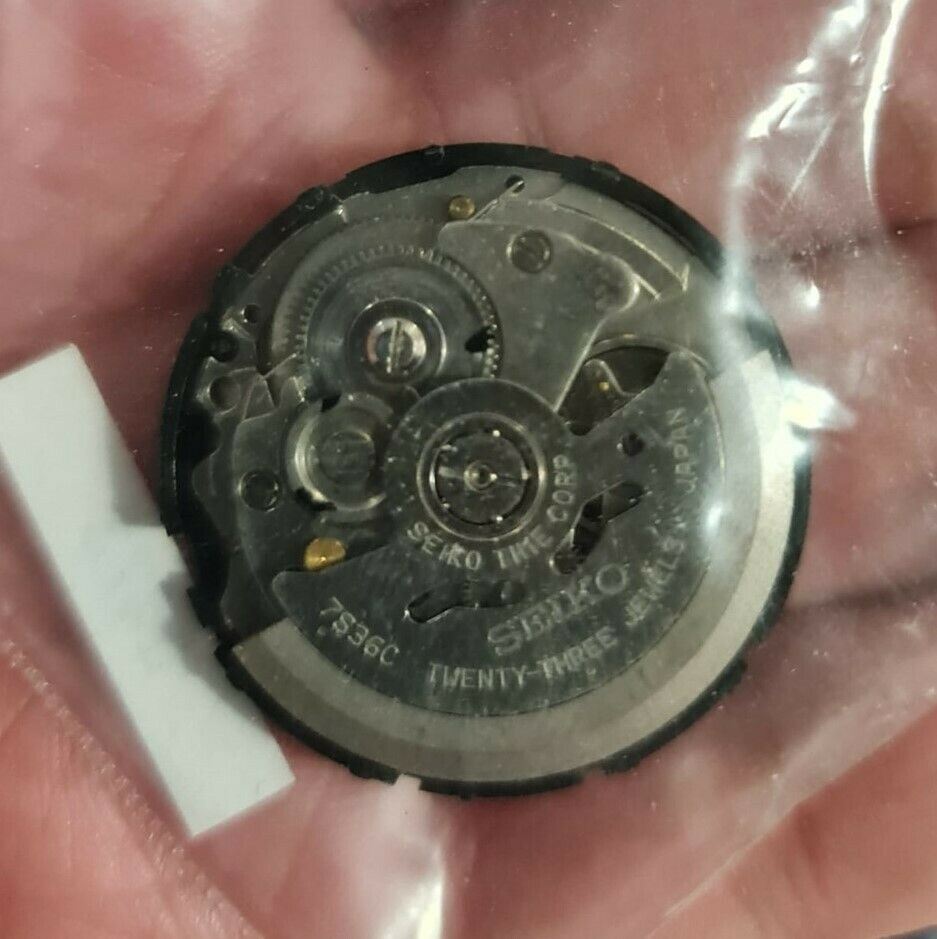 SEIKO TIME CORP.
SEIKO
7S36C TWENTY-THREE JEWELS JAPAN